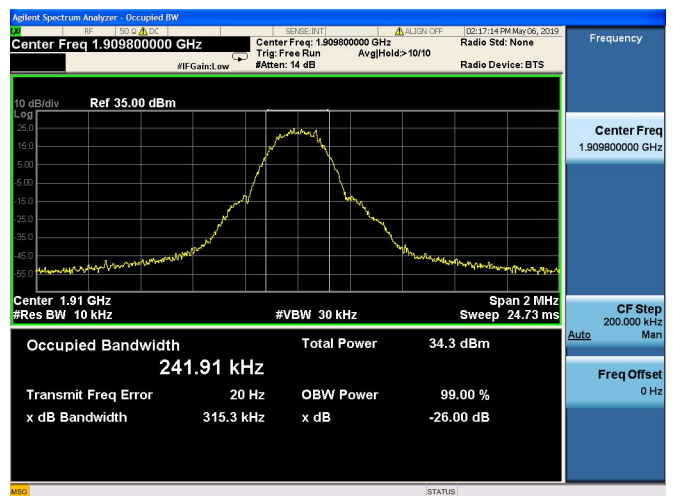 Agilent Spectrum Analyzer - Occupied BW
LXI RF 50 Ω DC SENSE:INT ALIGN OFF 02:17:14 PM May 06, 2019
Center Freq 1.909800000 GHz Center Freq: 1.909800000 GHz Radio Std: None Frequency
Trig: Free Run Avg|Hold:>10/10
#IFGain:Low #Atten: 14 dB Radio Device: BTS
10 dB/div Ref 35.00 dBm
Log
25.0
15.0
5.00
-5.00
-15.0
-25.0
-35.0
-45.0
-55.0
Center Freq
1.909800000 GHz
Center 1.91 GHz Span 2 MHz
#Res BW 10 kHz #VBW 30 kHz Sweep 24.73 ms
CF Step
200.000 kHz
Auto Man
Occupied Bandwidth Total Power 34.3 dBm
241.91 kHz
Transmit Freq Error 20 Hz OBW Power 99.00 %
x dB Bandwidth 315.3 kHz x dB -26.00 dB
Freq Offset
0 Hz
MSG STATUS